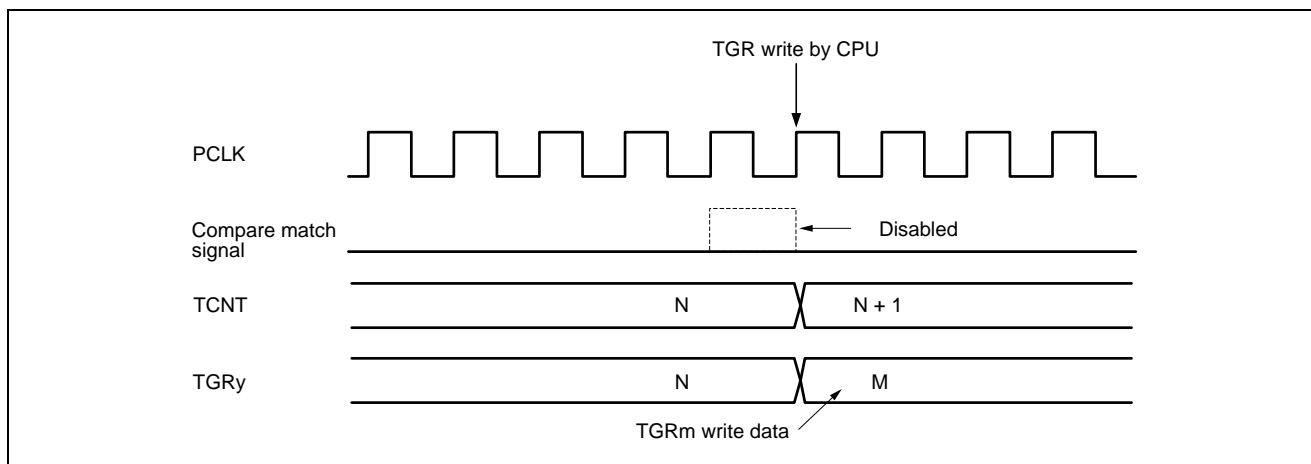 TGR write by CPU
PCLK
Compare match
signal
Disabled
TCNT
N
N + 1
TGRy
N
M
TGRm write data